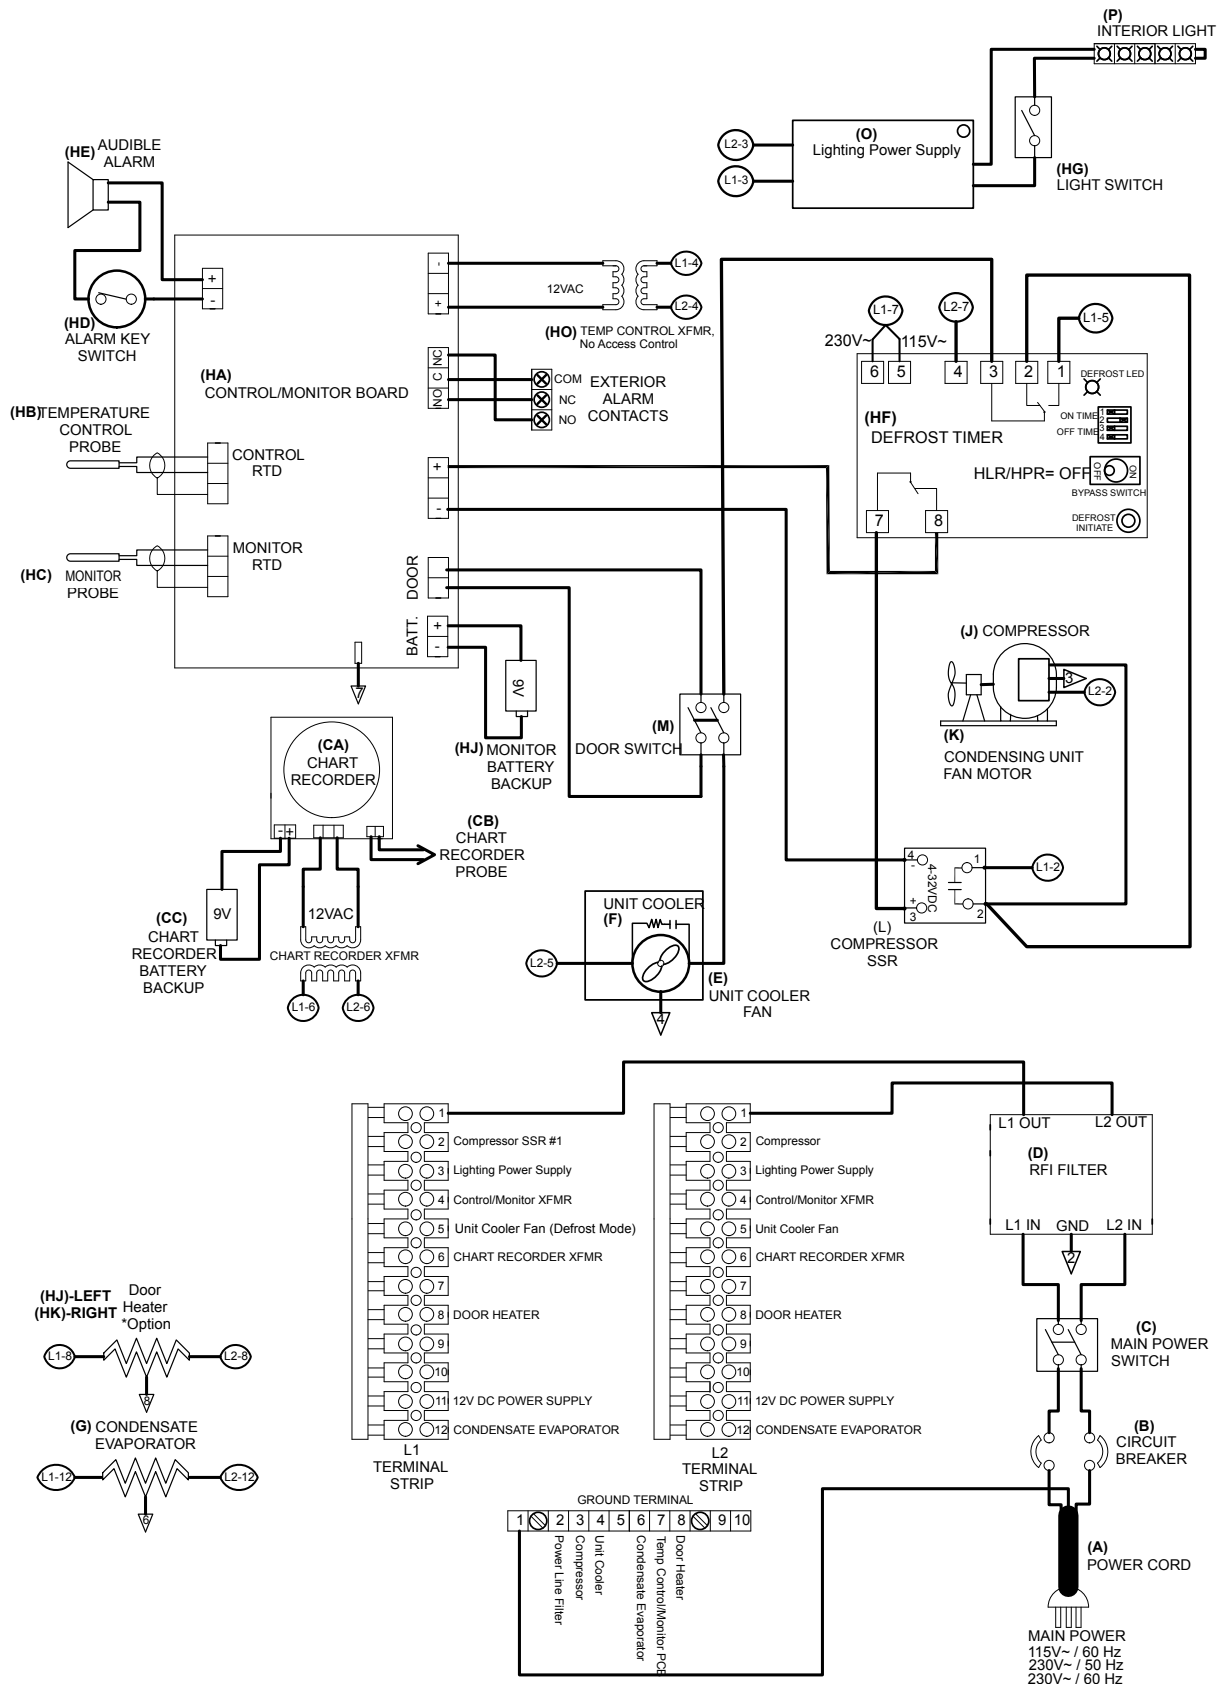 (P)
INTERIOR LIGHT
(O)
Lighting Power Supply
L2-3
L1-3
(HG)
LIGHT SWITCH
(HE) AUDIBLE
ALARM
+
-
(HD)
ALARM KEY
SWITCH
(HA)
CONTROL/MONITOR BOARD
-
+
12VAC
L1-4
L2-4
(HO) TEMP CONTROL XFMR,
No Access Control
NC
C
NO
COM
NC
NO
EXTERIOR
ALARM
CONTACTS
(HB)TEMPERATURE
CONTROL
PROBE
CONTROL
RTD
(HC) MONITOR
PROBE
MONITOR
RTD
+
-
DOOR
BATT.
+
-
9V
(HJ) MONITOR
BATTERY
BACKUP
7
(M)
DOOR SWITCH
L1-7
L2-7
L1-5
230V~ 115V~
6 5 4 3 2 1
DEFROST LED
(HF)
DEFROST TIMER
ON TIME
OFF TIME
1
2
3
4
HLR/HPR= OFF
OFF
ON
BYPASS SWITCH
DEFROST
INITIATE
7 8
(J) COMPRESSOR
3
L2-2
(K)
CONDENSING UNIT
FAN MOTOR
(CA)
CHART
RECORDER
- +
(CB)
CHART
RECORDER
PROBE
(CC)
CHART
RECORDER
BATTERY
BACKUP
9V
12VAC
CHART RECORDER XFMR
L1-6
L2-6
UNIT COOLER
(F)
L2-5
(E)
UNIT COOLER
FAN
4
4
-
4-32VDC
+
3
1
2
L1-2
(L)
COMPRESSOR
SSR
1
2 Compressor SSR #1
3 Lighting Power Supply
4 Control/Monitor XFMR
5 Unit Cooler Fan (Defrost Mode)
6 CHART RECORDER XFMR
7
8 DOOR HEATER
9
10
11 12V DC POWER SUPPLY
12 CONDENSATE EVAPORATOR
L1
TERMINAL
STRIP
1
2 Compressor
3 Lighting Power Supply
4 Control/Monitor XFMR
5 Unit Cooler Fan
6 CHART RECORDER XFMR
7
8 DOOR HEATER
9
10
11 12V DC POWER SUPPLY
12 CONDENSATE EVAPORATOR
L2
TERMINAL
STRIP
L1 OUT L2 OUT
(D)
RFI FILTER
L1 IN GND L2 IN
2
(C)
MAIN POWER
SWITCH
(B)
CIRCUIT
BREAKER
(A)
POWER CORD
MAIN POWER
115V~ / 60 Hz
230V~ / 50 Hz
230V~ / 60 Hz
(HJ)-LEFT
(HK)-RIGHT
Door
Heater
*Option
L1-8
L2-8
8
(G) CONDENSATE
EVAPORATOR
L1-12
L2-12
6
GROUND TERMINAL
1 2 3 4 5 6 7 8 9 10
Power Line Filter
Compressor
Unit Cooler
Condensate Evaporator
Temp Control/Monitor PCB
Door Heater